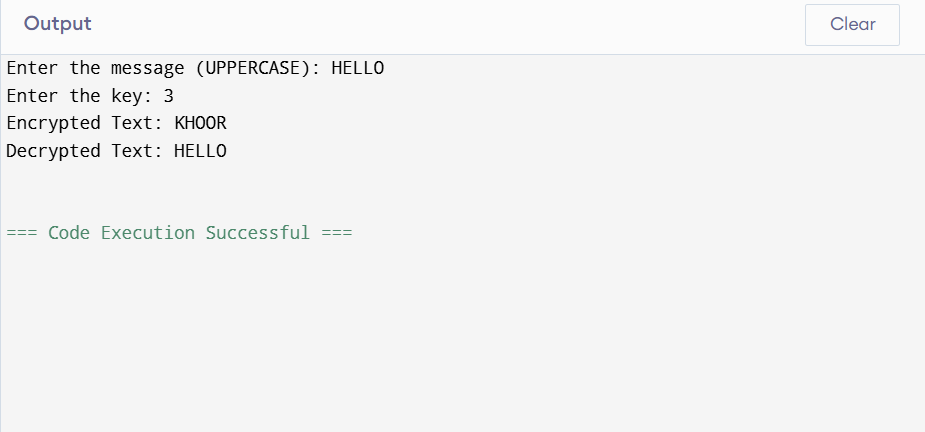 Output
Clear
Enter the message (UPPERCASE): HELLO
Enter the key: 3
Encrypted Text: KHOOR
Decrypted Text: HELLO
=== Code Execution Successful ===